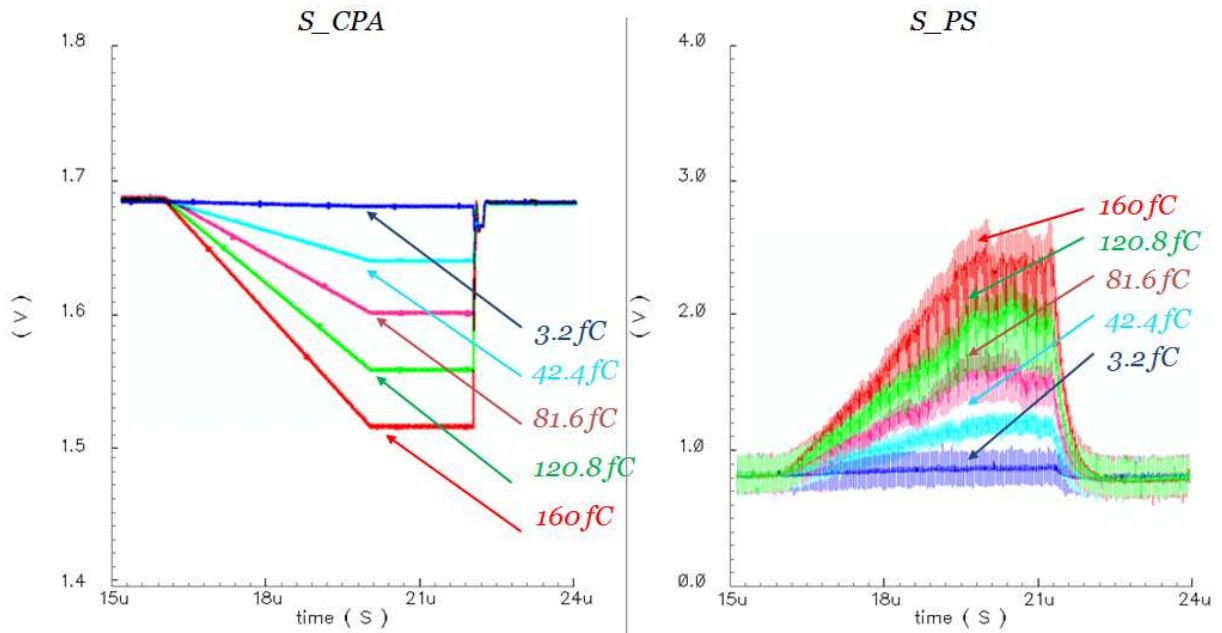 S_CPA
1.8
1.7
1.6
1.5
1.4
( V )
3.2 fC
42.4 fC
81.6 fC
120.8 fC
160 fC
15u
18u
21u
24u
time ( S )
S_PS
4.0
3.0
2.0
1.0
0.0
( V )
160 fC
120.8 fC
81.6 fC
42.4 fC
3.2 fC
15u
18u
21u
24u
time ( S )